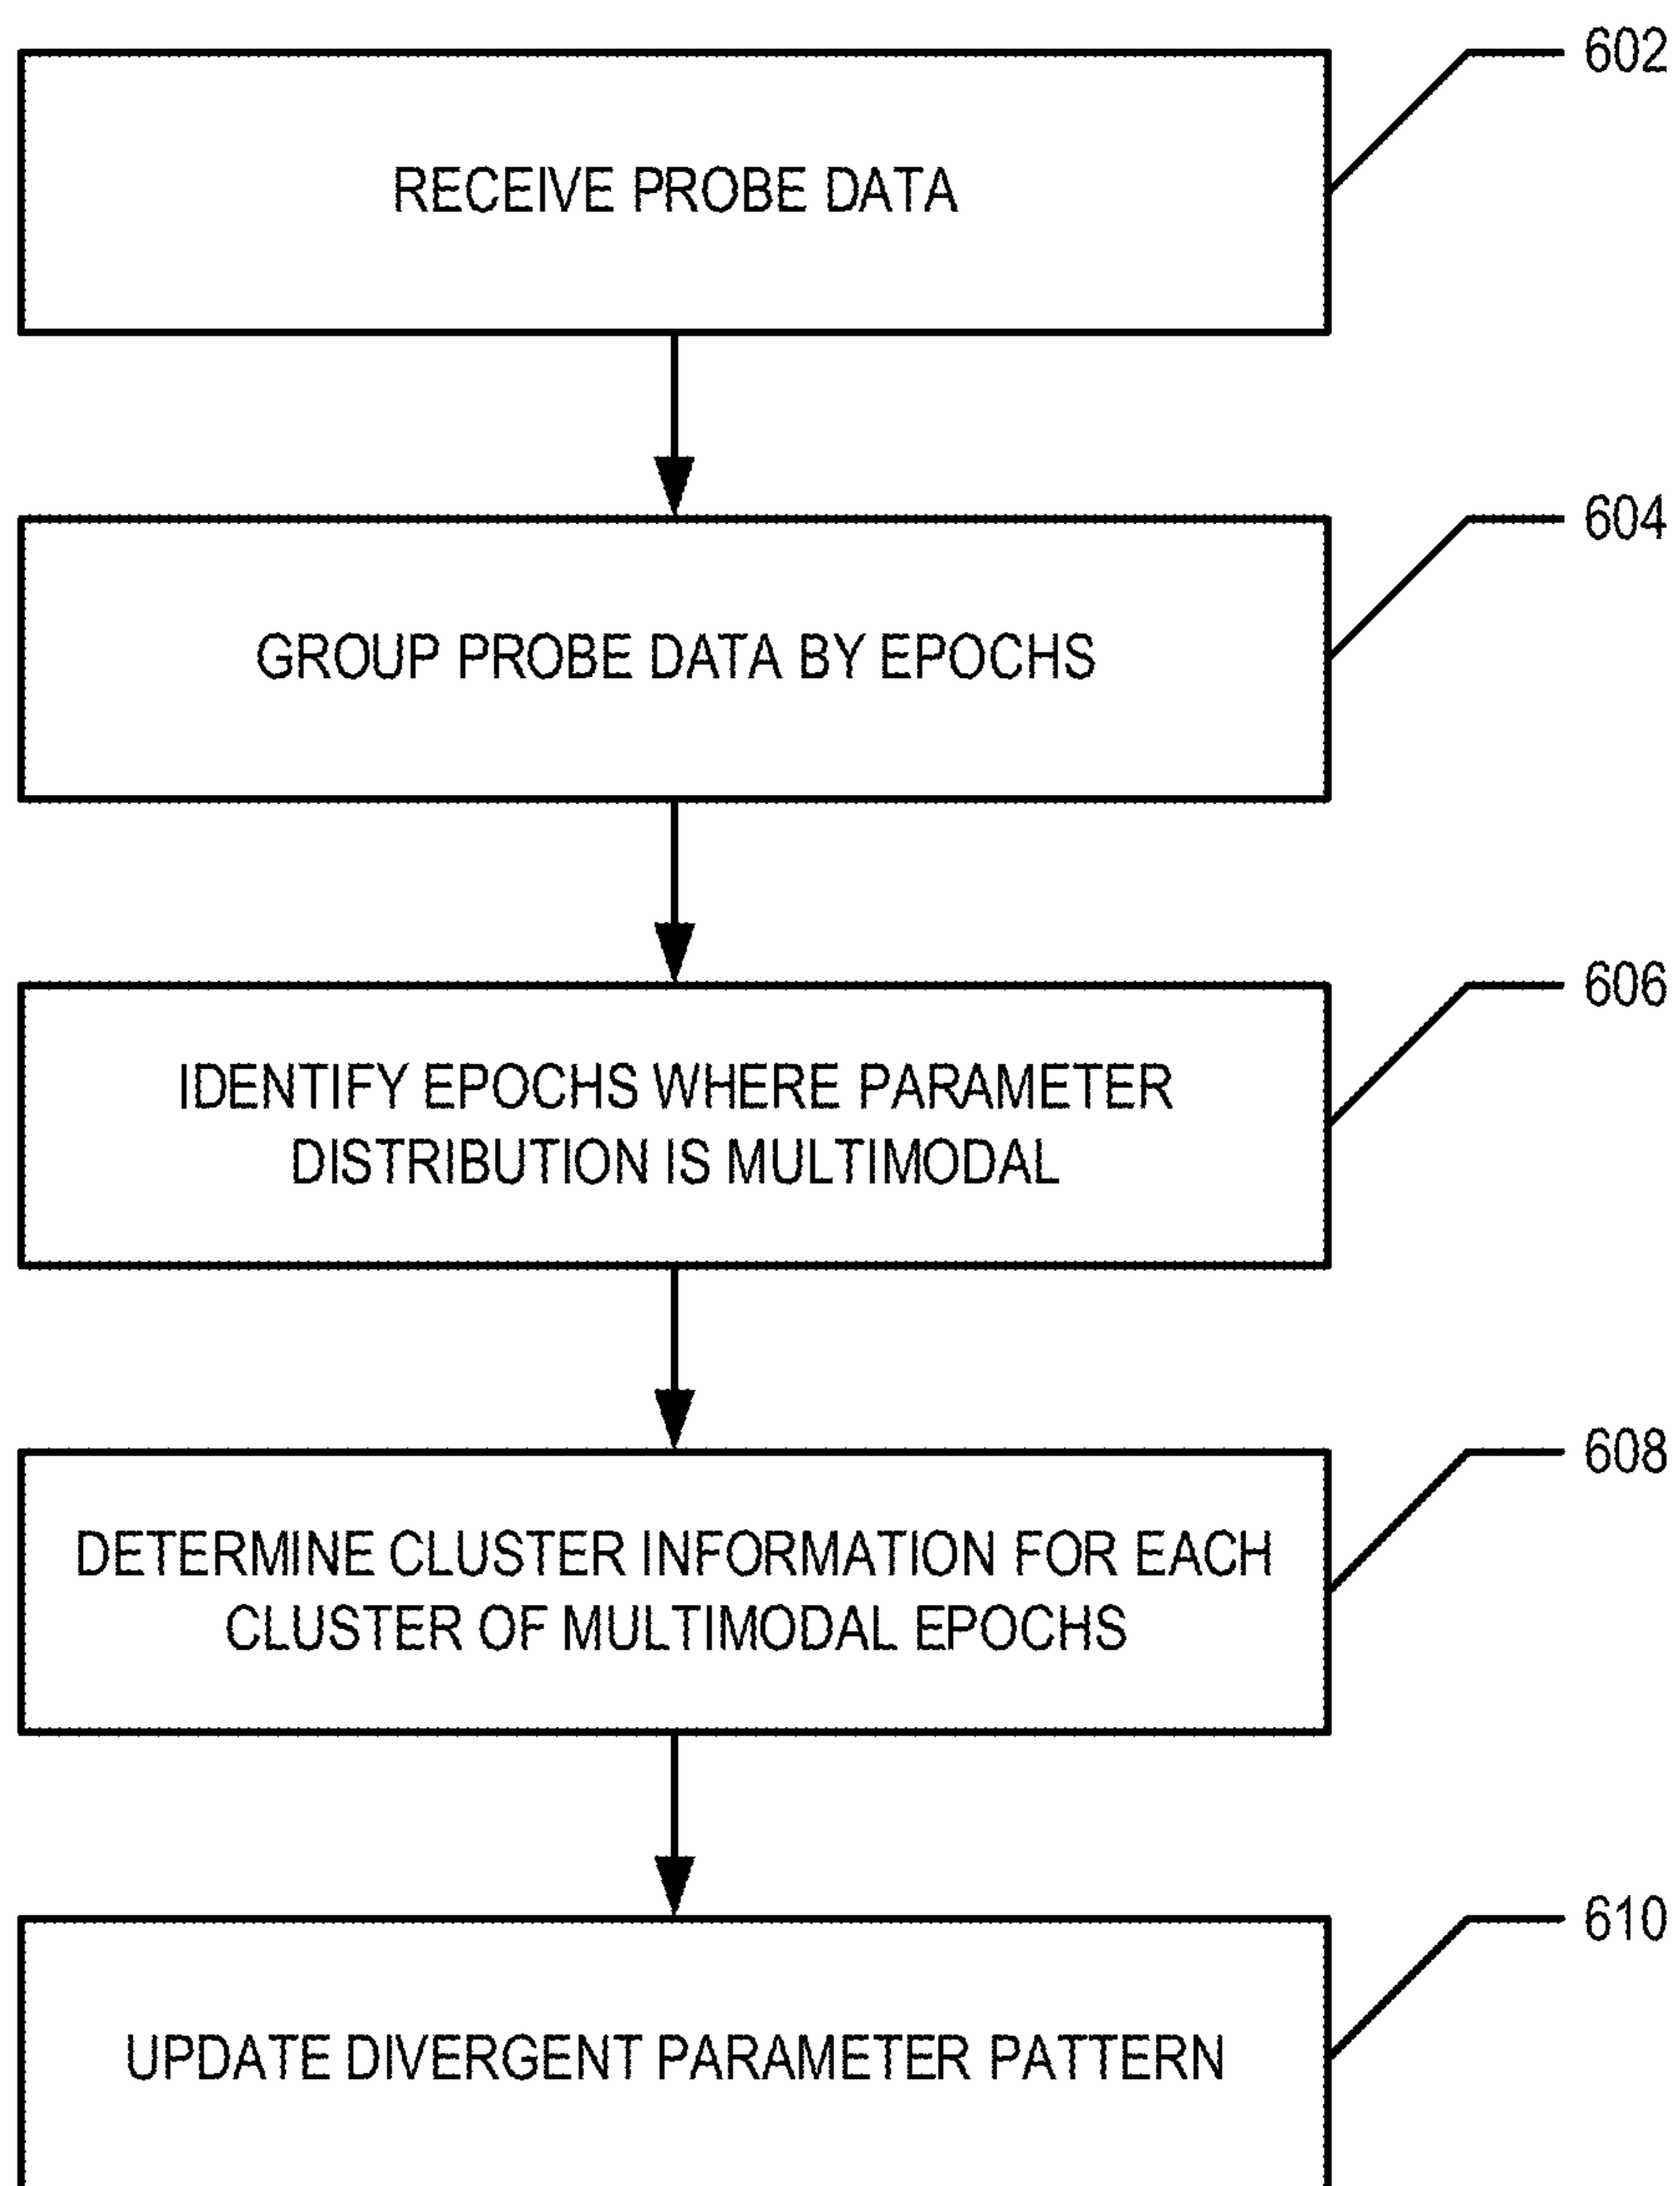 602
RECEIVE PROBE DATA
604
GROUP PROBE DATA BY EPOCHS
606
IDENTIFY EPOCHS WHERE PARAMETER
DISTRIBUTION IS MULTIMODAL
608
DETERMINE CLUSTER INFORMATION FOR EACH
CLUSTER OF MULTIMODAL EPOCHS
610
UPDATE DIVERGENT PARAMETER PATTERN